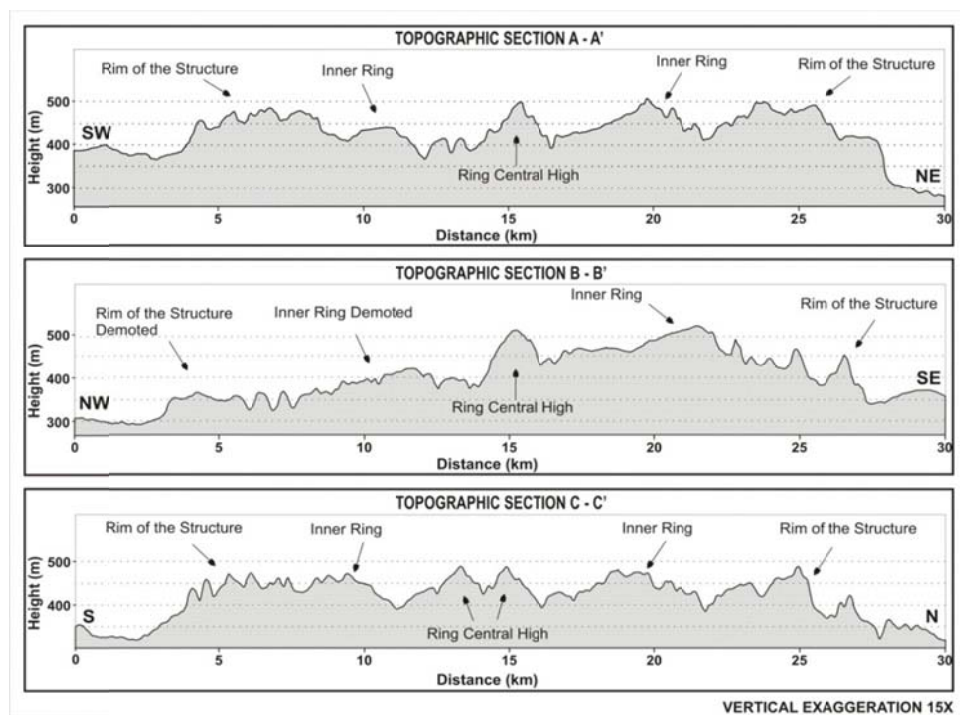 TOPOGRAPHIC SECTION A - A'
Rim of the Structure
Inner Ring
Inner Ring
Rim of the Structure
500
SW
400
Height (m)
Ring Central High
300
NE
0 5 10 15 20 25 30
Distance (km)
TOPOGRAPHIC SECTION B - B'
Rim of the Structure
Demoted
Inner Ring Demoted
Inner Ring
Rim of the Structure
500
400
Height (m)
NW
SE
Ring Central High
300
0 5 10 15 20 25 30
Distance (km)
TOPOGRAPHIC SECTION C - C'
Rim of the Structure
Inner Ring
Inner Ring
Rim of the Structure
500
400
Height (m)
S
N
Ring Central High
0 5 10 15 20 25 30
Distance (km)
VERTICAL EXAGGERATION 15X